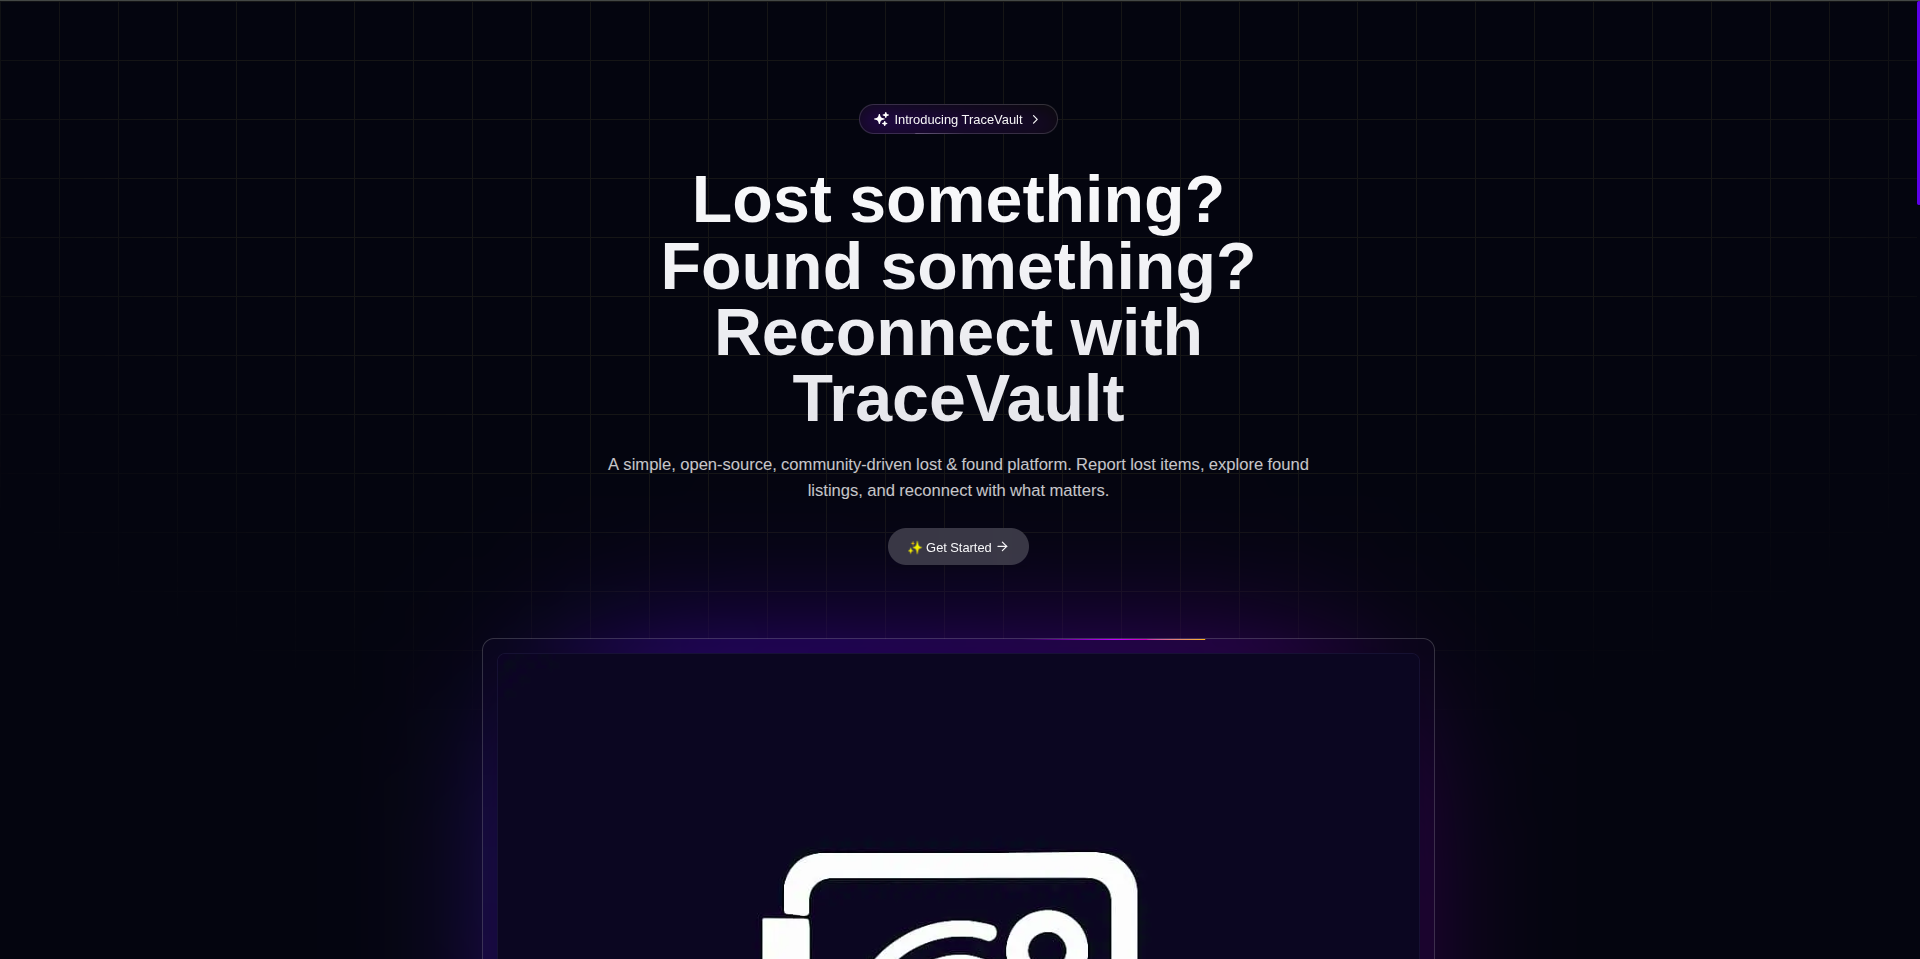 Introducing TraceVault
Lost something?
Found something?
Reconnect with
TraceVault
A simple, open-source, community-driven lost & found platform. Report lost items, explore found
listings, and reconnect with what matters.
✨ Get Started →